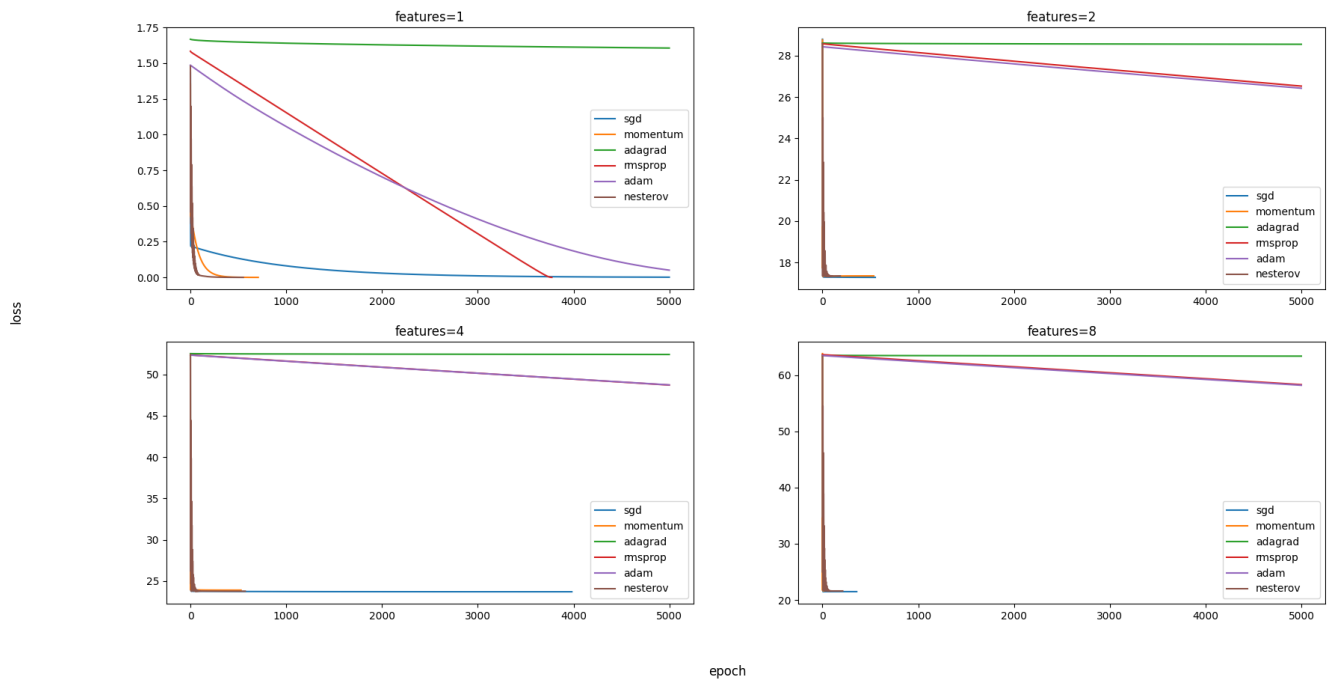 features=1
1.75
1.50
1.25
1.00
0.75
0.50
0.25
0.00
0 1000 2000 3000 4000 5000
sgd
momentum
adagrad
rmsprop
adam
nesterov
features=2
28
26
24
22
20
18
0 1000 2000 3000 4000 5000
sgd
momentum
adagrad
rmsprop
adam
nesterov
loss
features=4
50
45
40
35
30
25
0 1000 2000 3000 4000 5000
sgd
momentum
adagrad
rmsprop
adam
nesterov
features=8
60
50
40
30
20
0 1000 2000 3000 4000 5000
sgd
momentum
adagrad
rmsprop
adam
nesterov
epoch